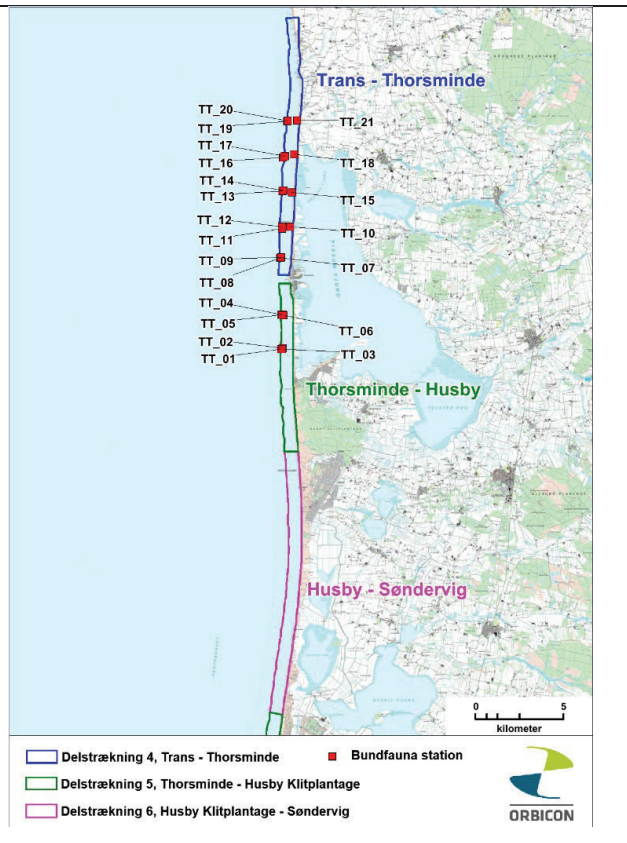 Trans - Thorsminde
TT_20
TT_19
TT_21
TT_17
TT_16
TT_18
TT_14
TT_13
TT_15
TT_12
TT_11
TT_10
TT_09
TT_08
TT_07
TT_04
TT_05
TT_06
TT_02
TT_01
TT_03
Thorsminde - Husby
Husby - Søndervig
0 5
kilometer
Delstrækning 4, Trans - Thorsminde
Bundfauna station
Delstrækning 5, Thorsminde - Husby Klitplantage
Delstrækning 6, Husby Klitplantage - Søndervig
ORBICON